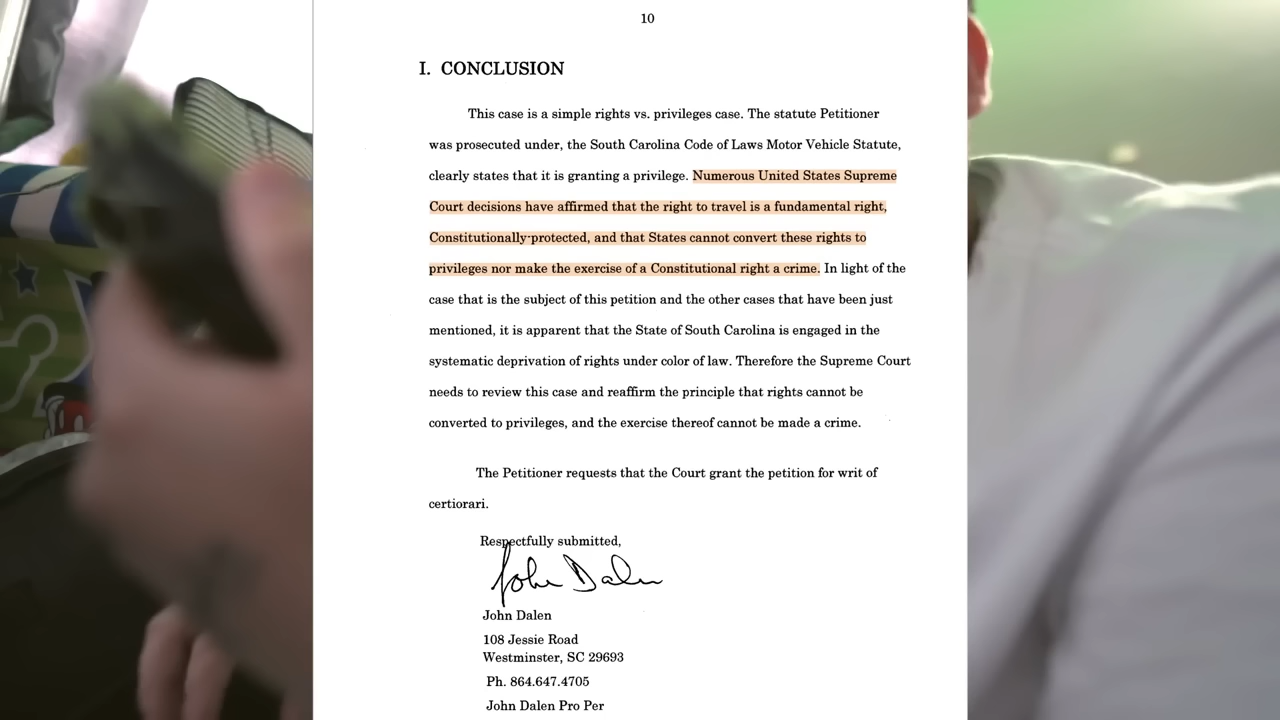 10
I. CONCLUSION
This case is a simple rights vs. privileges case. The statute Petitioner
was prosecuted under, the South Carolina Code of Laws Motor Vehicle Statute,
clearly states that it is granting a privilege. Numerous United States Supreme
Court decisions have affirmed that the right to travel is a fundamental right,
Constitutionally-protected, and that States cannot convert these rights to
privileges nor make the exercise of a Constitutional right a crime. In light of the
case that is the subject of this petition and the other cases that have been just
mentioned, it is apparent that the State of South Carolina is engaged in the
systematic deprivation of rights under color of law. Therefore the Supreme Court
needs to review this case and reaffirm the principle that rights cannot be
converted to privileges, and the exercise thereof cannot be made a crime.
The Petitioner requests that the Court grant the petition for writ of
certiorari.
Respectfully submitted,
John Dalen
John Dalen
108 Jessie Road
Westminster, SC 29693
Ph. 864.647.4705
John Dalen Pro Per